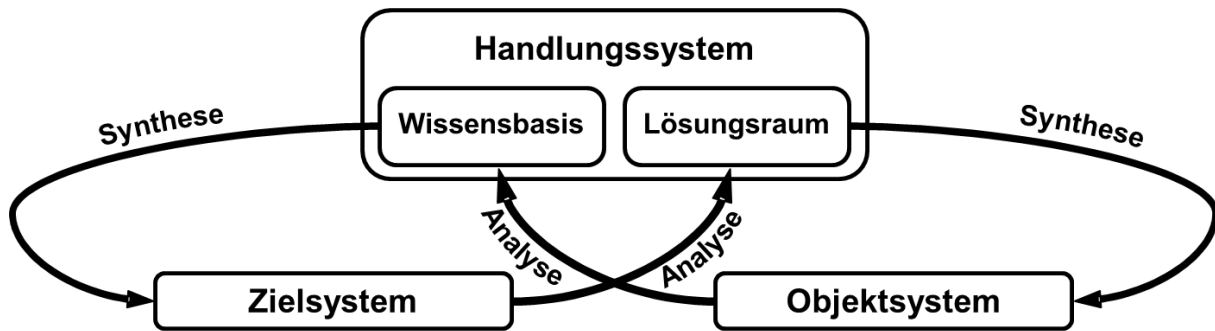 Handlungssystem
Synthese
Wissensbasis
Lösungsraum
Synthese
Analyse
Analyse
Zielsystem
Objektsystem